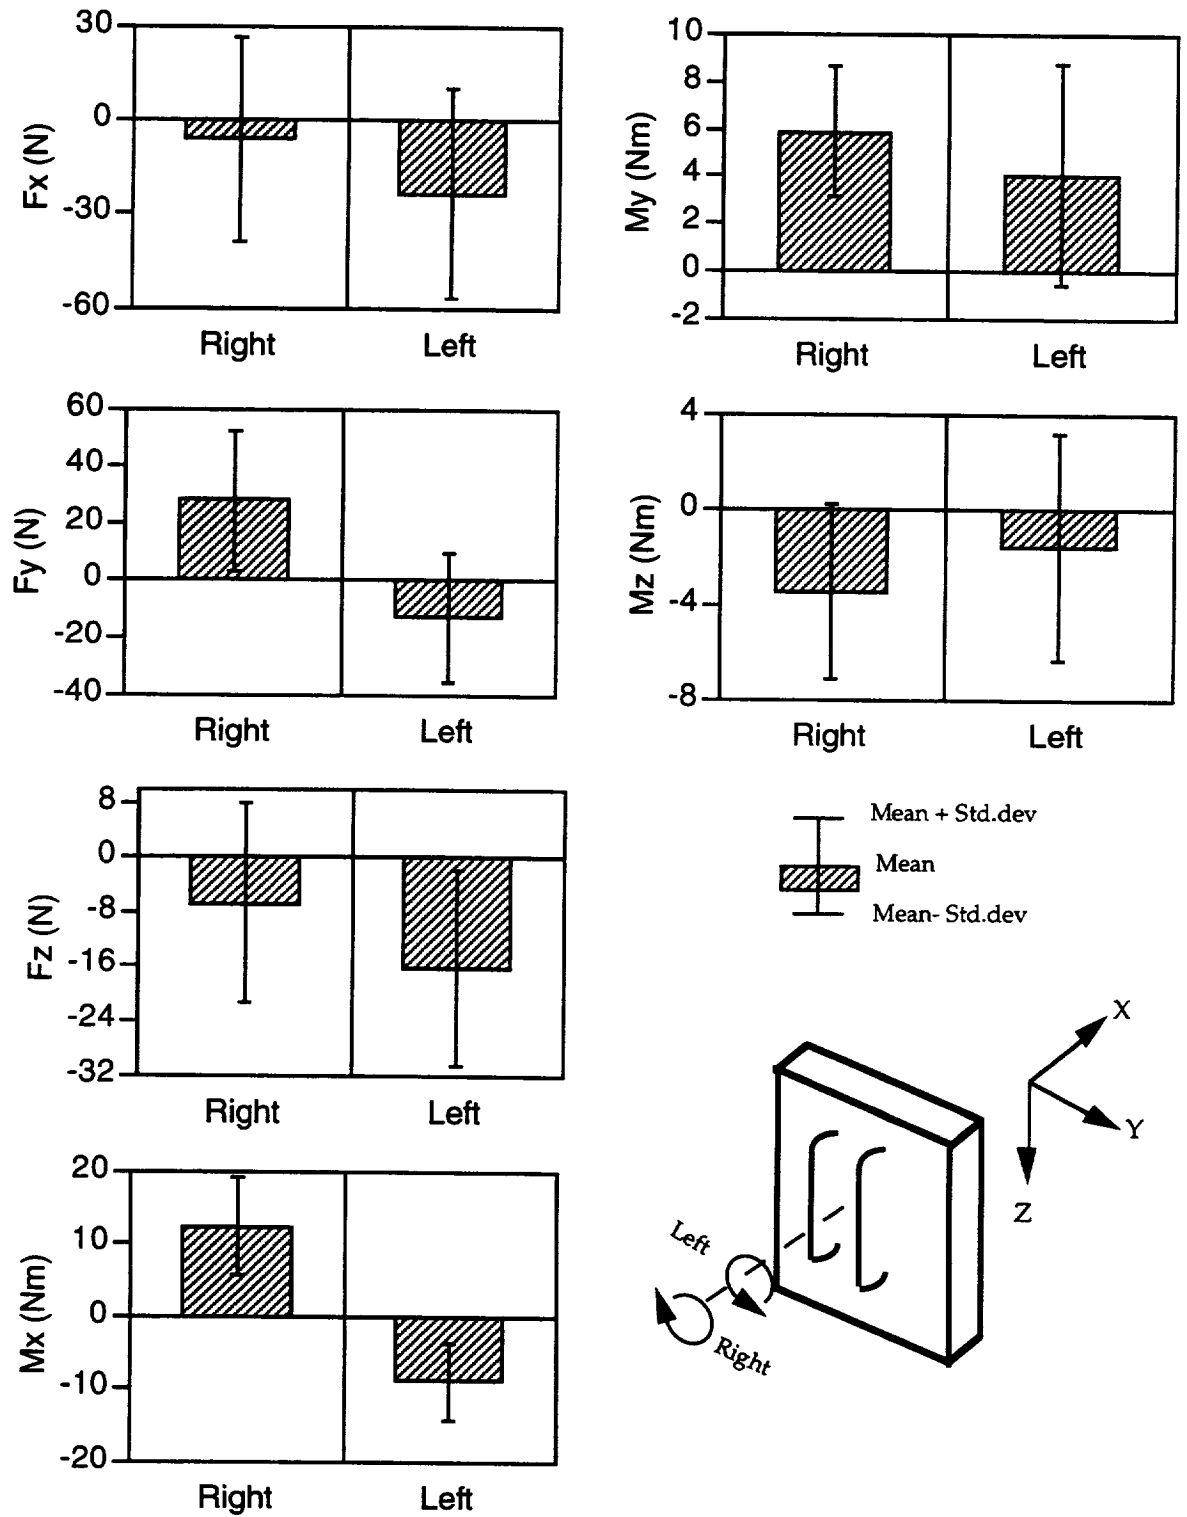 30
0
-30
-60
Fx (N)
Right
Left
10
8
6
4
2
0
-2
My (Nm)
Right
Left
60
40
20
0
-20
-40
Fy (N)
Right
Left
4
0
-4
-8
Mz (Nm)
Right
Left
8
0
-8
-16
-24
-32
Fz (N)
Right
Left
Mean + Std.dev
Mean
Mean- Std.dev
20
10
0
-10
-20
Mx (Nm)
Right
Left
X
Y
Z
Left
Right